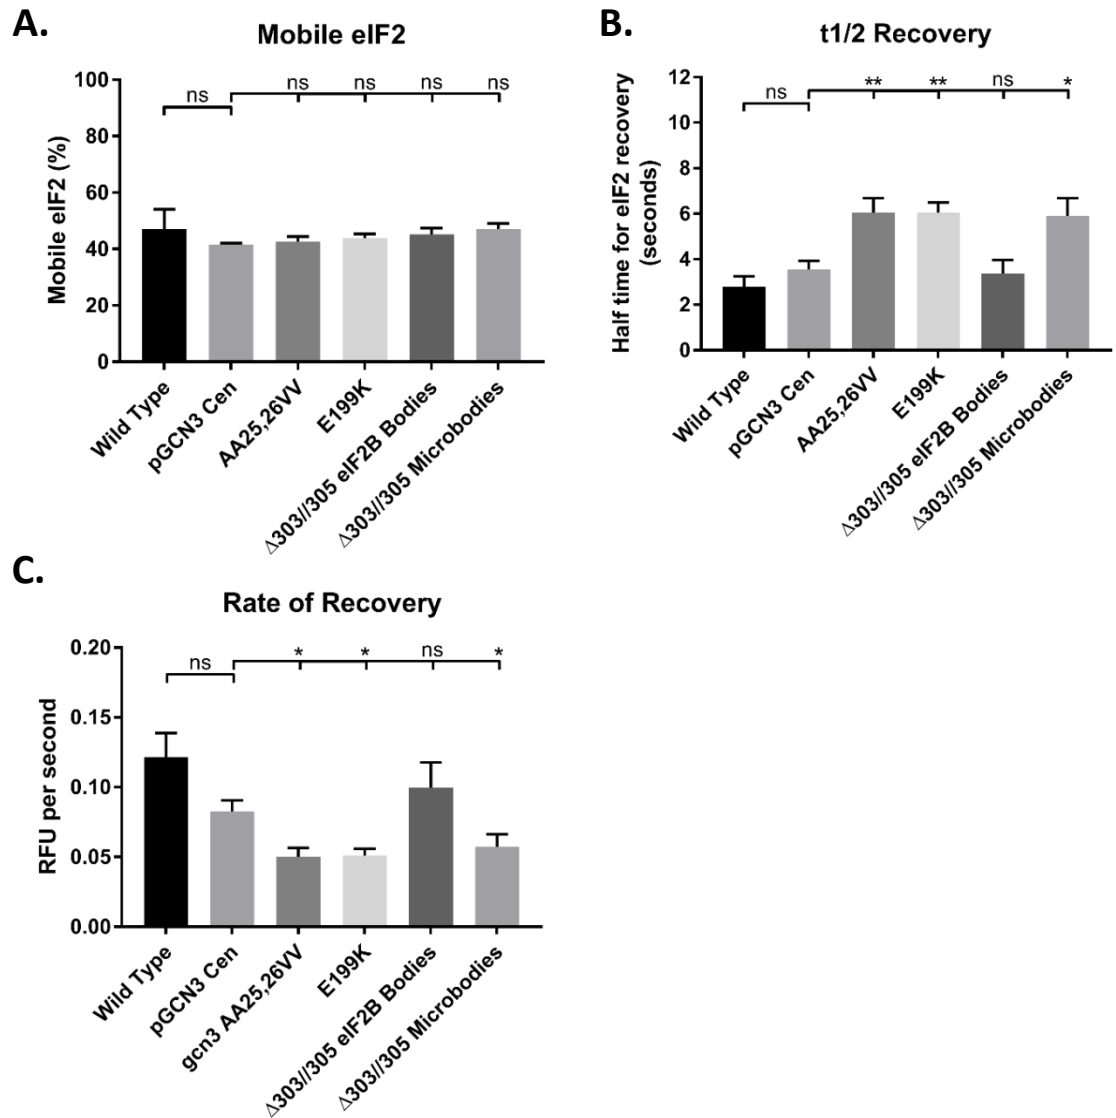 A.
Mobile eIF2
Mobile eIF2 (%)
100
80
60
40
20
0
ns
ns
ns
ns
ns
Wild Type
pGCN3 Cen
AA25,26VV
E199K
Δ303//305 eIF2B Bodies
Δ303//305 Microbodies
B.
t1/2 Recovery
Half time for eIF2 recovery
(seconds)
12
10
8
6
4
2
0
ns
**
**
ns
*
Wild Type
pGCN3 Cen
AA25,26VV
E199K
Δ303//305 eIF2B Bodies
Δ303//305 Microbodies
C.
Rate of Recovery
RFU per second
0.20
0.15
0.10
0.05
0.00
ns
*
*
ns
*
Wild Type
pGCN3 Cen
gcn3 AA25,26VV
E199K
Δ303//305 eIF2B Bodies
Δ303//305 Microbodies